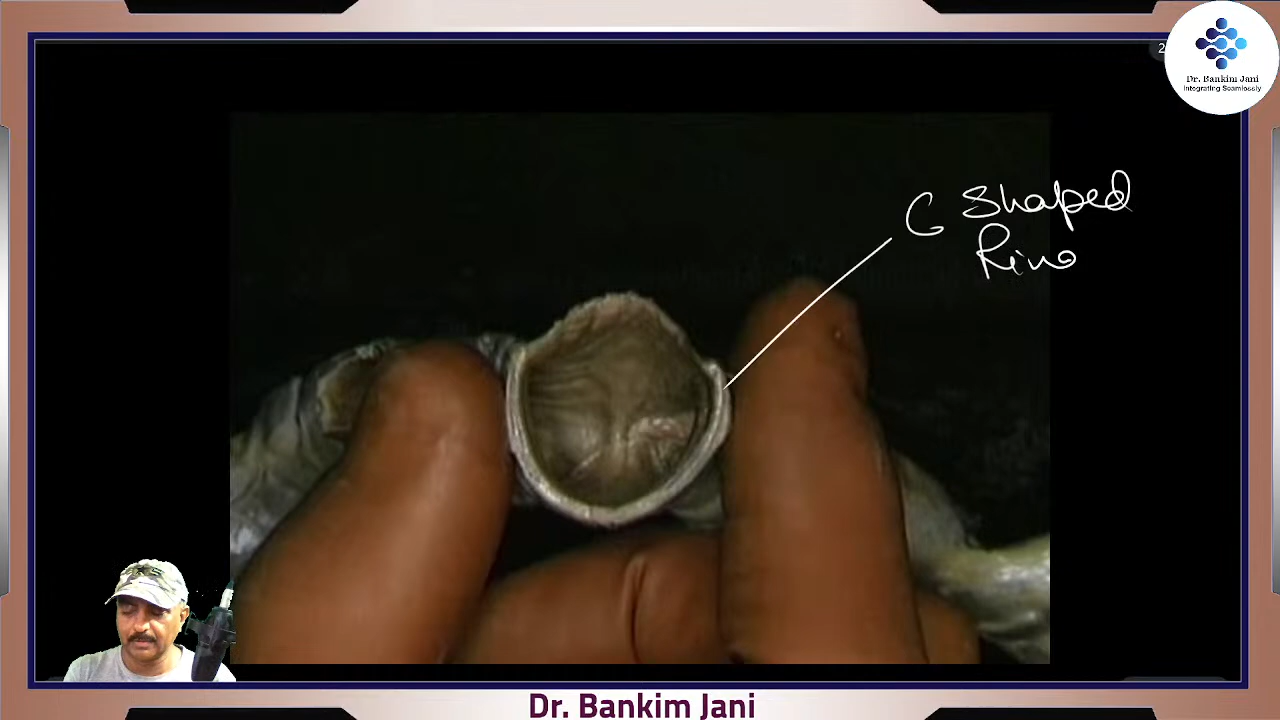 Dr. Bankim Jani
Integrating Seamlessly
C Shaped
Ring
Dr. Bankim Jani